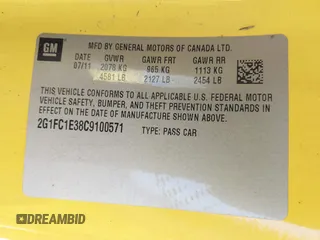 GM
MFD BY GENERAL MOTORS OF CANADA LTD.
DATE GVWR GAWR FRT GAWR RR
07/11 2078 KG 965 KG 1113 KG
4581 LB 2127 LB 2454 LB
THIS VEHICLE CONFORMS TO ALL APPLICABLE U.S. FEDERAL MOTOR
VEHICLE SAFETY, BUMPER, AND THEFT PREVENTION STANDARDS IN
EFFECT ON THE DATE OF MANUFACTURE SHOWN ABOVE.
2G1FC1E38C9100571 TYPE: PASS CAR
DREAMBID